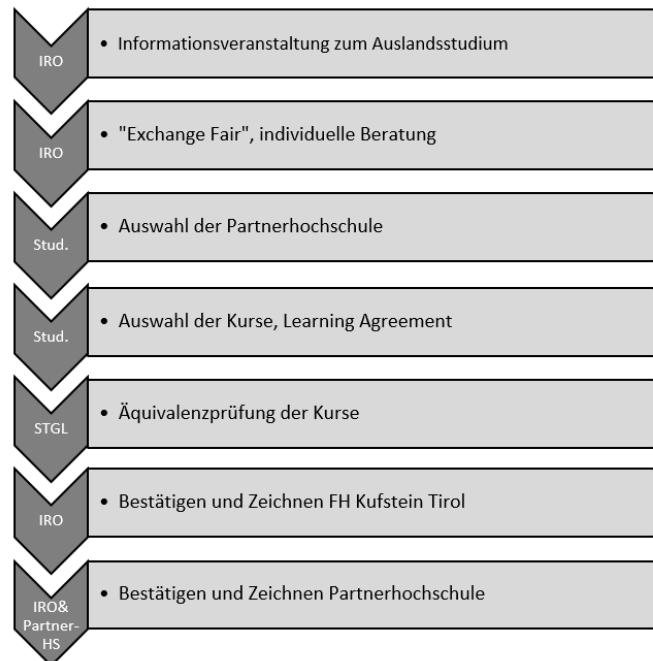 IRO
• Informationsveranstaltung zum Auslandsstudium
IRO
• "Exchange Fair", individuelle Beratung
Stud.
• Auswahl der Partnerhochschule
Stud.
• Auswahl der Kurse, Learning Agreement
STGL
• Äquivalenzprüfung der Kurse
IRO
• Bestätigen und Zeichnen FH Kufstein Tirol
IRO&
Partner-
HS
• Bestätigen und Zeichnen Partnerhochschule